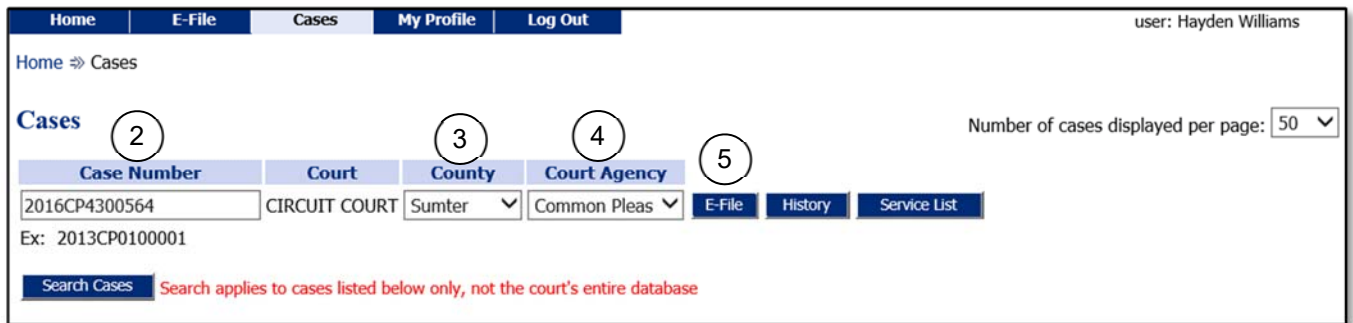 Home E-File Cases My Profile Log Out user: Hayden Williams
Home ⇨ Cases
Cases Number of cases displayed per page: 50
2 3 4 5
Case Number Court County Court Agency
2016CP4300564 CIRCUIT COURT Sumter Common Pleas E-File History Service List
Ex: 2013CP0100001
Search Cases Search applies to cases listed below only, not the court's entire database